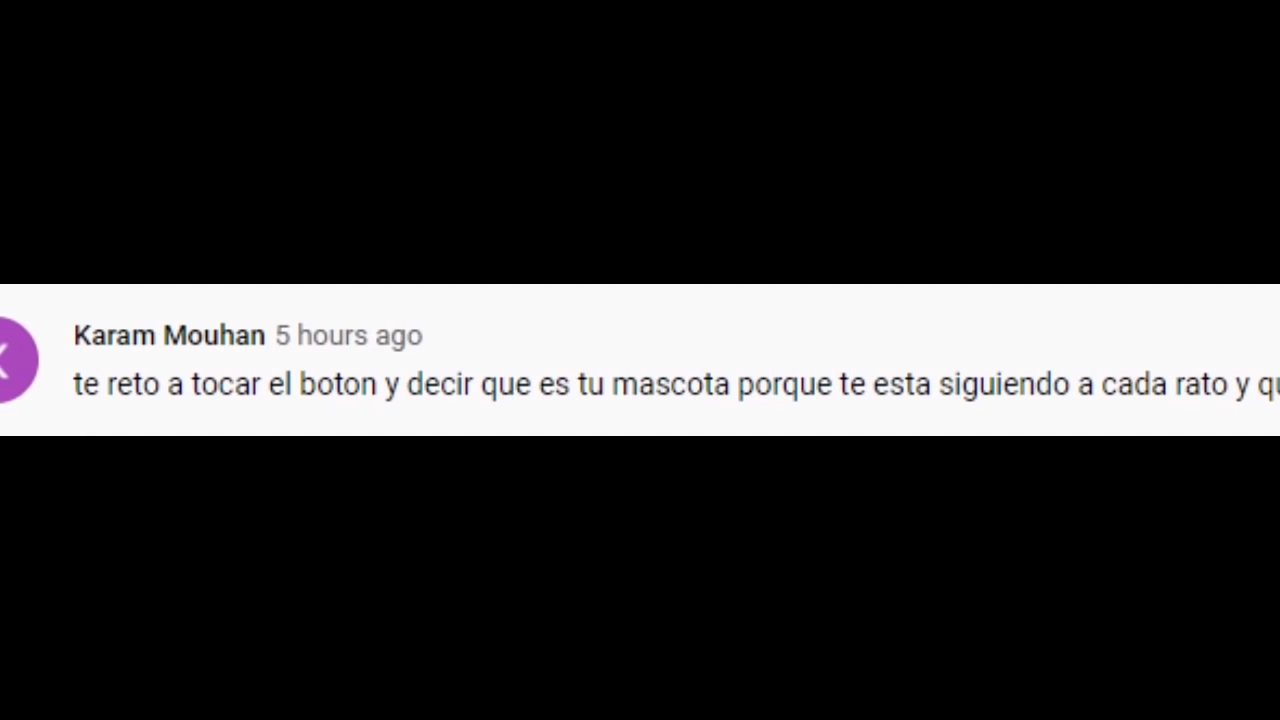 Karam Mouhan 5 hours ago
te reto a tocar el boton y decir que es tu mascota porque te esta siguiendo a cada rato y